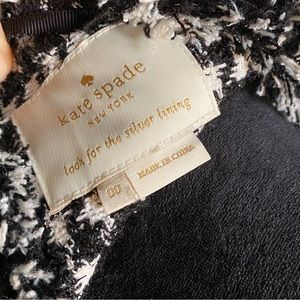 kate spade
NEW YORK
look for the silver lining
00
MADE IN CHINA